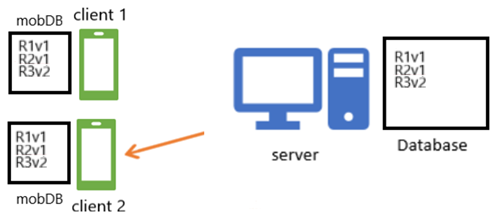 mobDB
client 1
R1v1
R2v1
R3v2
R1v1
R2v1
R3v2
mobDB
client 2
server
R1v1
R2v1
R3v2
Database